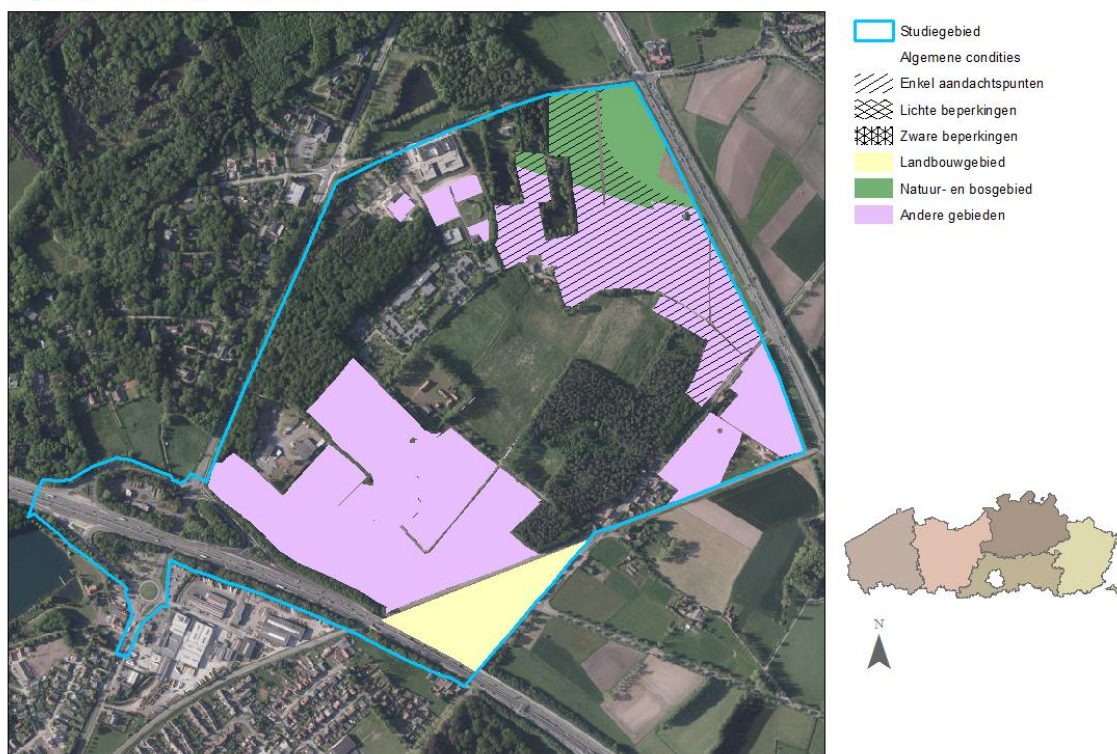 Studiegebied
Algemene condities
Enkel aandachtspunten
Lichte beperkingen
Zware beperkingen
Landbouwgebied
Natuur- en bosgebied
Andere gebieden
N